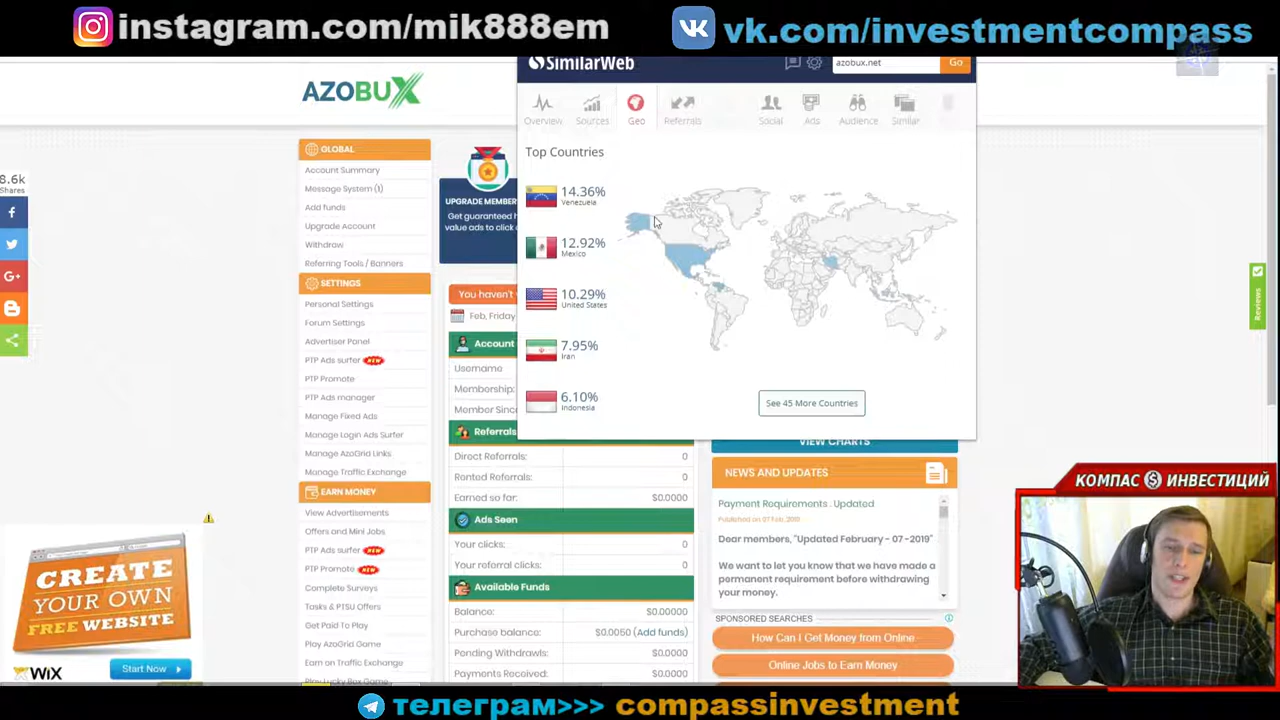 instagram.com/mik888em
vk.com/investmentcompass
AZOBUX
SimilarWeb
azobux.net
Go
Overview
Sources
Geo
Referrals
Social
Ads
Audience
Similar
Top Countries
14.36%
Venezuela
12.92%
Mexico
10.29%
United States
7.95%
Iran
6.10%
Indonesia
See 45 More Countries
8.6k
Shares
GLOBAL
Account Summary
Message System (1)
Add funds
Upgrade Account
Withdraw
Referring Tools / Banners
SETTINGS
Personal Settings
Forum Settings
Advertiser Panel
PTP Ads surfer NEW
PTP Promote
PTP Ads manager
Manage Fixed Ads
Manage Login Ads Surfer
Manage AzoGrid Links
Manage Traffic Exchange
EARN MONEY
View Advertisements
Offers and Mini Jobs
PTP Ads surfer NEW
PTP Promote NEW
Complete Surveys
Tasks & PTSU Offers
Get Paid To Play
Play AzoGrid Game
Earn on Traffic Exchange
Play Lucky Box Game
UPGRADE MEMBER
Get guaranteed
value ads to click
You haven't
Feb, Friday
Account
Username
Membership:
Member Since
Referrals
Direct Referrals: 0
Rented Referrals: 0
Earned so far: $0.0000
Ads Seen
Your clicks: 0
Your referral clicks: 0
Available Funds
Balance: $0.00000
Purchase balance: $0.0050 (Add funds)
Pending Withdrawls: $0.0000
Payments Received: $0.0000
VIEW CHARTS
NEWS AND UPDATES
Payment Requirements . Updated
Published on 07 Feb, 2019
Dear members, "Updated February - 07 -2019"
We want to let you know that we have made a
permanent requirement before withdrawing
your money.
SPONSORED SEARCHES
How Can I Get Money from Online
Online Jobs to Earn Money
Reviews
CREATE
YOUR OWN
FREE WEBSITE
WiX
Start Now
КОМПАС $ ИНВЕСТИЦИЙ
телеграм>>> compassinvestment